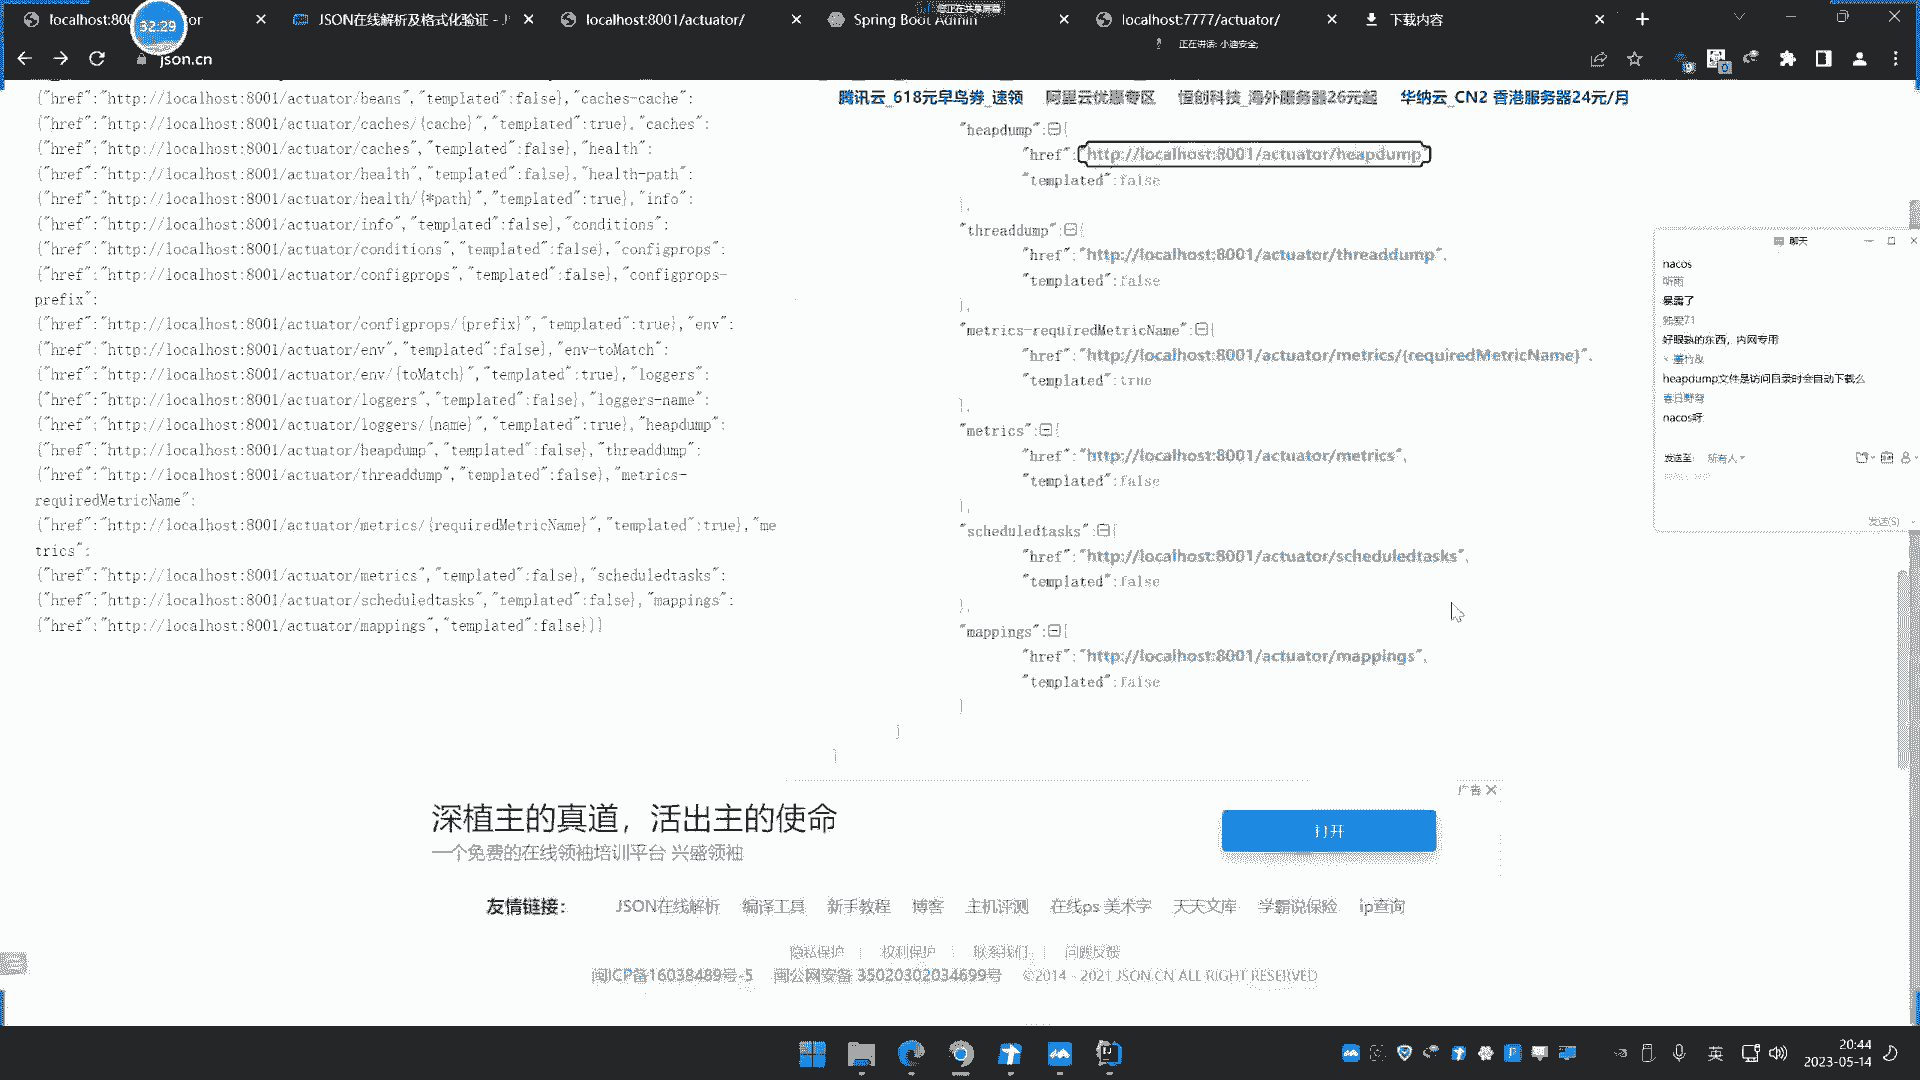 localhost:800
32:29
JSON在线解析及格式化验证 - J
localhost:8001/actuator/
Spring Boot Admin
localhost:7777/actuator/
下载内容
正在讲话: 小迪安全;
json.cn
腾讯云_618元早鸟券_速领
阿里云优惠专区
恒创科技_海外服务器26元起
华纳云_CN2 香港服务器24元/月
{"href":"http://localhost:8001/actuator/beans","templated":false},"caches-cache":
{"href":"http://localhost:8001/actuator/caches/{cache}","templated":true},"caches":
{"href":"http://localhost:8001/actuator/caches","templated":false},"health":
{"href":"http://localhost:8001/actuator/health","templated":false},"health-path":
{"href":"http://localhost:8001/actuator/health/{*path}","templated":true},"info":
{"href":"http://localhost:8001/actuator/info","templated":false},"conditions":
{"href":"http://localhost:8001/actuator/conditions","templated":false},"configprops":
{"href":"http://localhost:8001/actuator/configprops","templated":false},"configprops-
prefix":
{"href":"http://localhost:8001/actuator/configprops/{prefix}","templated":true},"env":
{"href":"http://localhost:8001/actuator/env","templated":false},"env-toMatch":
{"href":"http://localhost:8001/actuator/env/{toMatch}","templated":true},"loggers":
{"href":"http://localhost:8001/actuator/loggers","templated":false},"loggers-name":
{"href":"http://localhost:8001/actuator/loggers/{name}","templated":true},"heapdump":
{"href":"http://localhost:8001/actuator/heapdump","templated":false},"threaddump":
{"href":"http://localhost:8001/actuator/threaddump","templated":false},"metrics-
requiredMetricName":
{"href":"http://localhost:8001/actuator/metrics/{requiredMetricName}","templated":true},"me
trics":
{"href":"http://localhost:8001/actuator/metrics","templated":false},"scheduledtasks":
{"href":"http://localhost:8001/actuator/scheduledtasks","templated":false},"mappings":
{"href":"http://localhost:8001/actuator/mappings","templated":false}}}
"heapdump":{
"href":"http://localhost:8001/actuator/heapdump",
"templated":false
},
"threaddump":{
"href":"http://localhost:8001/actuator/threaddump",
"templated":false
},
"metrics-requiredMetricName":{
"href":"http://localhost:8001/actuator/metrics/{requiredMetricName}",
"templated":true
},
"metrics":{
"href":"http://localhost:8001/actuator/metrics",
"templated":false
},
"scheduledtasks":{
"href":"http://localhost:8001/actuator/scheduledtasks",
"templated":false
},
"mappings":{
"href":"http://localhost:8001/actuator/mappings",
"templated":false
}
}
}
聊天
nacos
听雨
暴露了
好眼熟的东西，内网专用
heapdump文件是访问目录时会自动下载么
春日野穹
nacos呀
发送至: 所有人
发送(S)
广告
深植主的真道，活出主的使命
一个免费的在线领袖培训平台 兴盛领袖
打开
友情链接: JSON在线解析 编译工具 新手教程 博客 主机评测 在线ps 美术字 天天文库 学霸说保险 ip查询
隐私保护 | 权利保护 | 联系我们 | 问题反馈
闽ICP备16038489号-5 闽公网安备 35020302034699号 ©2014 - 2021 JSON.CN ALL RIGHT RESERVED
英
20:44
2023-05-14